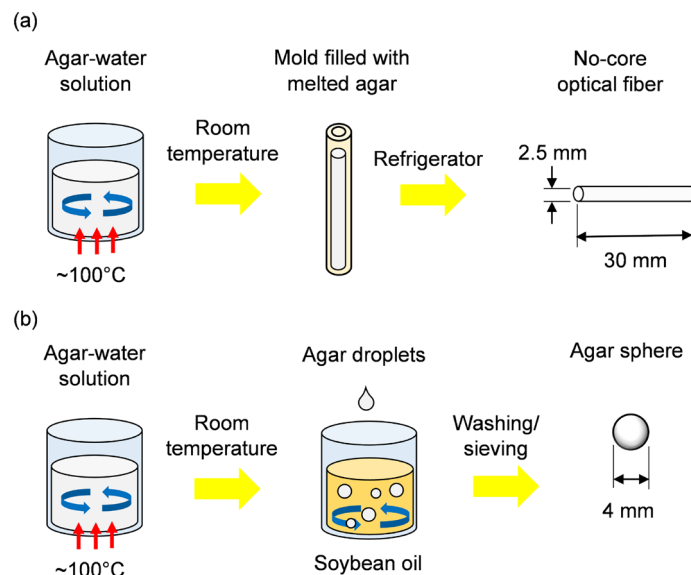 (a)
Agar-water
solution
Mold filled with
melted agar
No-core
optical fiber
Room
temperature
Refrigerator
2.5 mm
30 mm
~100°C
(b)
Agar-water
solution
Agar droplets
Agar sphere
Room
temperature
Washing/
sieving
4 mm
~100°C
Soybean oil